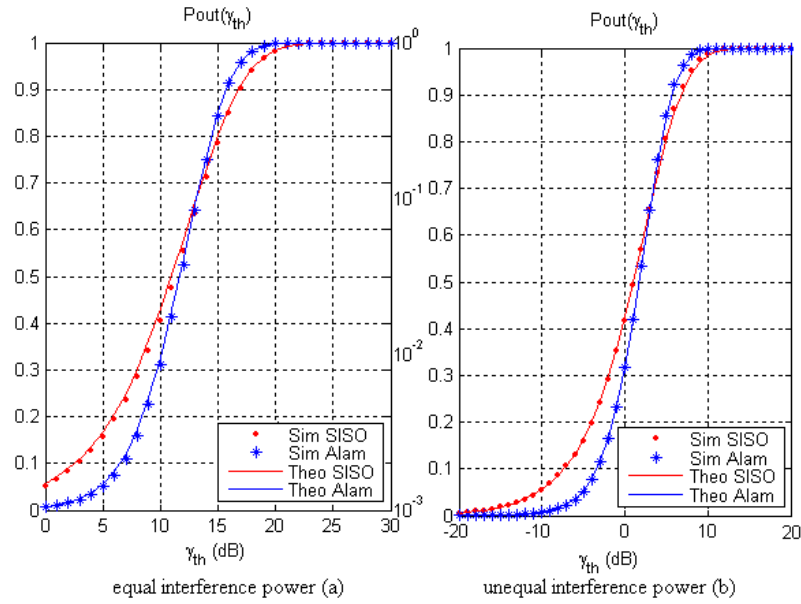 Pout(γth)
1
0.9
0.8
0.7
0.6
0.5
0.4
0.3
0.2
0.1
0
10^0
10^-1
10^-2
10^-3
0 5 10 15 20 25 30
γth (dB)
Sim SISO
Sim Alam
Theo SISO
Theo Alam
equal interference power (a)
Pout(γth)
1
0.9
0.8
0.7
0.6
0.5
0.4
0.3
0.2
0.1
0
-20 -10 0 10 20
γth (dB)
Sim SISO
Sim Alam
Theo SISO
Theo Alam
unequal interference power (b)